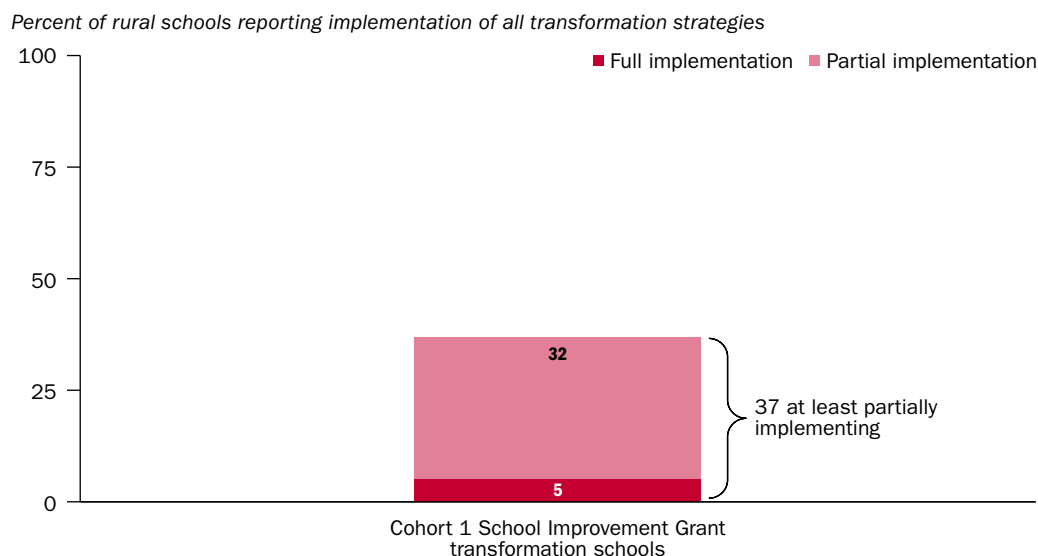 Percent of rural schools reporting implementation of all transformation strategies
100
Full implementation
Partial implementation
75
50
25
0
32
5
37 at least partially
implementing
Cohort 1 School Improvement Grant
transformation schools